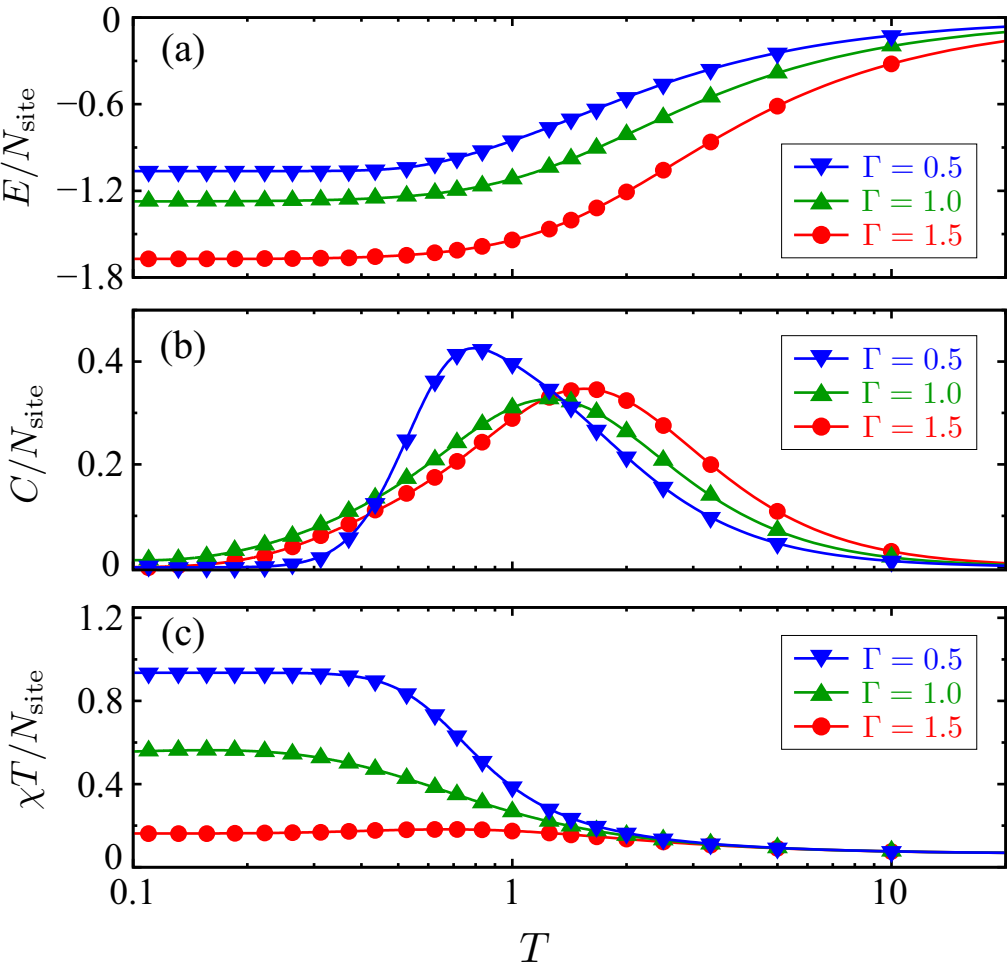 (a)
E/N_site
0
−0.6
−1.2
−1.8
Γ = 0.5
Γ = 1.0
Γ = 1.5
(b)
C/N_site
0.4
0.2
0
Γ = 0.5
Γ = 1.0
Γ = 1.5
(c)
χT/N_site
1.2
0.8
0.4
0
Γ = 0.5
Γ = 1.0
Γ = 1.5
0.1 1 10
T